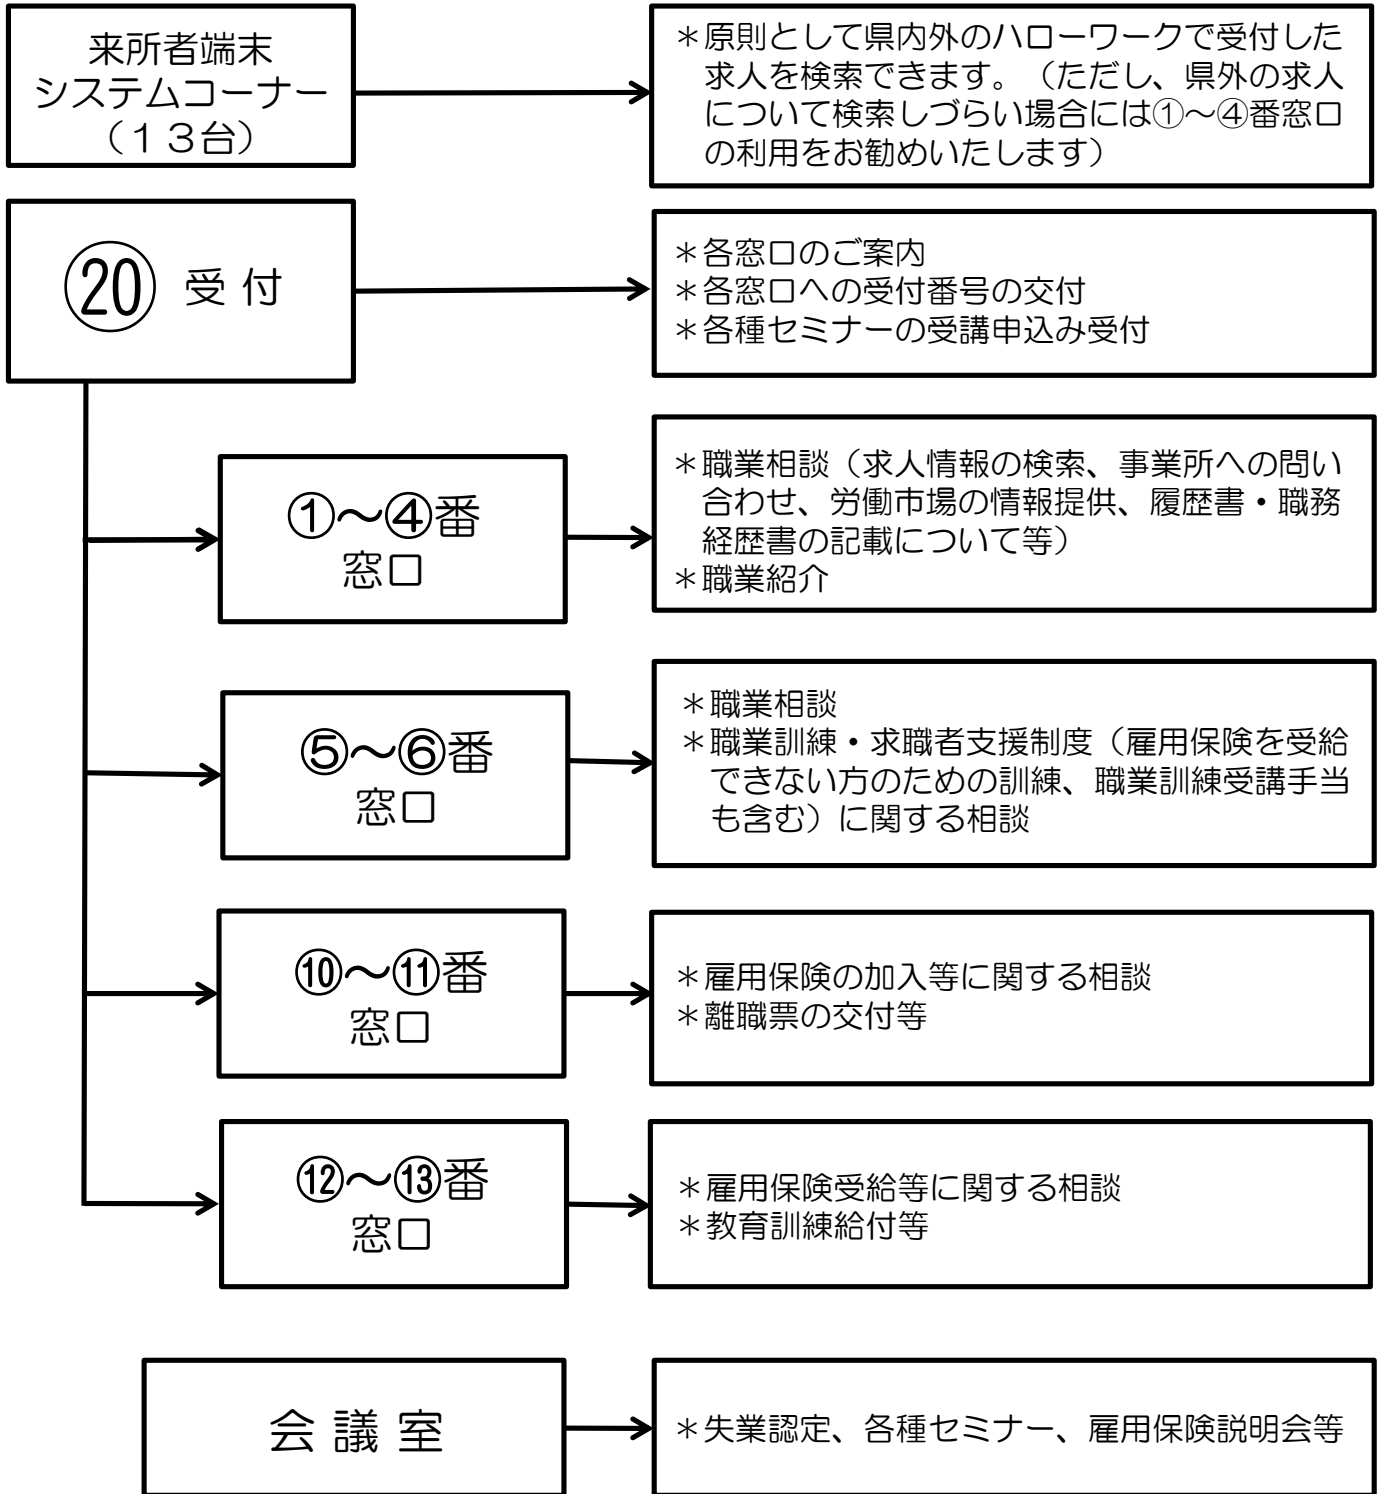 来所者端末
システムコーナー
（１３台）
＊原則として県内外のハローワークで受付した
求人を検索できます。（ただし、県外の求人
について検索しづらい場合には①～④番窓口
の利用をお勧めいたします）
⑳ 受 付
＊各窓口のご案内
＊各窓口への受付番号の交付
＊各種セミナーの受講申込み受付
①～④番
窓口
＊職業相談（求人情報の検索、事業所への問い
合わせ、労働市場の情報提供、履歴書・職務
経歴書の記載について等）
＊職業紹介
⑤～⑥番
窓口
＊職業相談
＊職業訓練・求職者支援制度（雇用保険を受給
できない方のための訓練、職業訓練受講手当
も含む）に関する相談
⑩～⑪番
窓口
＊雇用保険の加入等に関する相談
＊離職票の交付等
⑫～⑬番
窓口
＊雇用保険受給等に関する相談
＊教育訓練給付等
会 議 室
＊失業認定、各種セミナー、雇用保険説明会等